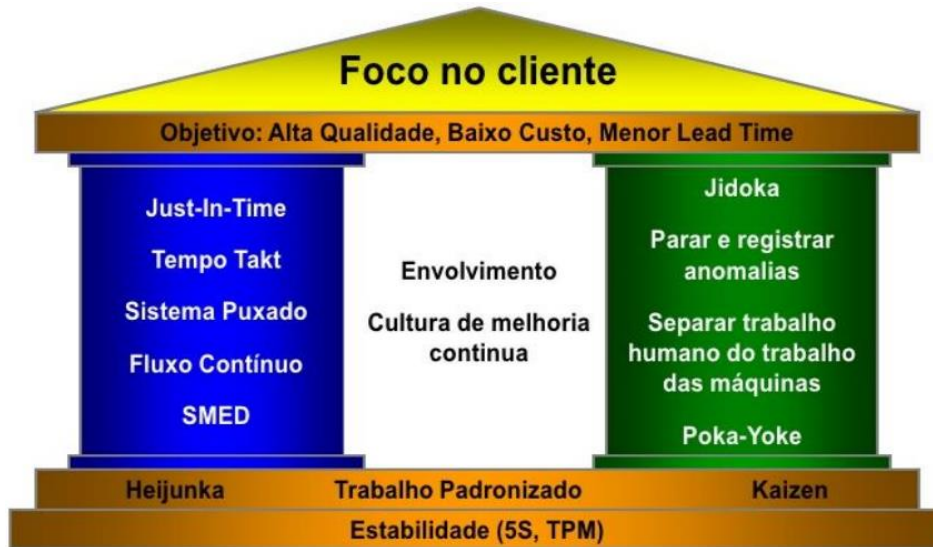 Foco no cliente
Objetivo: Alta Qualidade, Baixo Custo, Menor Lead Time
Just-In-Time
Tempo Takt
Sistema Puxado
Fluxo Contínuo
SMED
Envolvimento
Cultura de melhoria
continua
Jidoka
Parar e registrar
anomalias
Separar trabalho
humano do trabalho
das máquinas
Poka-Yoke
Heijunka Trabalho Padronizado Kaizen
Estabilidade (5S, TPM)